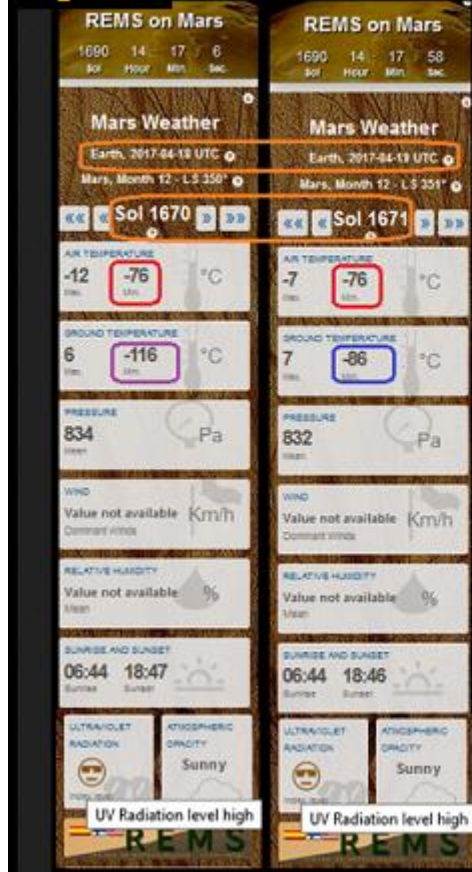 REMS on Mars
1690 14 : 17 : 6
Sol Hour Min. Sec.
Mars Weather
Earth, 2017-04-18 UTC
Mars, Month 12 - LS 350°
« Sol 1670 » »»
AIR TEMPERATURE
-12 -76 °C
Max. Min.
GROUND TEMPERATURE
6 -116 °C
Max. Min.
PRESSURE
834 Pa
Mean
WIND
Value not available Km/h
Dominant Winds
RELATIVE HUMIDITY
Value not available %
Mean
SUNRISE AND SUNSET
06:44 18:47
Sunrise Sunset
ULTRAVIOLET RADIATION
ATMOSPHERIC OPACITY
Sunny
UV Radiation level high
REMS
REMS on Mars
1690 14 : 17 58
Sol Hour Min. Sec.
Mars Weather
Earth, 2017-04-19 UTC
Mars, Month 12 - LS 351°
«« « Sol 1671 » »»
AIR TEMPERATURE
-7 -76 °C
Max. Min.
GROUND TEMPERATURE
7 -86 °C
Max.
PRESSURE
832 Pa
Mean
WIND
Value not available Km/h
Dominant Winds
RELATIVE HUMIDITY
Value not available %
Mean
SUNRISE AND SUNSET
06:44 18:46
Sunrise Sunset
ULTRAVIOLET RADIATION
ATMOSPHERIC OPACITY
Sunny
UV Radiation level high
REMS